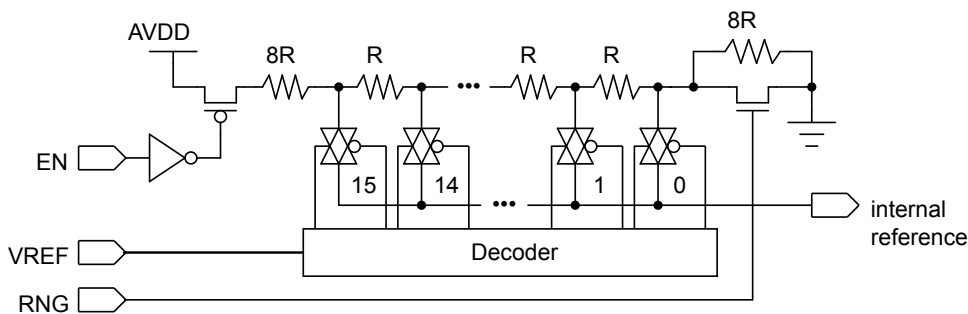 8R
AVDD
8R
R
R
R
EN
15
14
1
0
internal
reference
VREF
Decoder
RNG